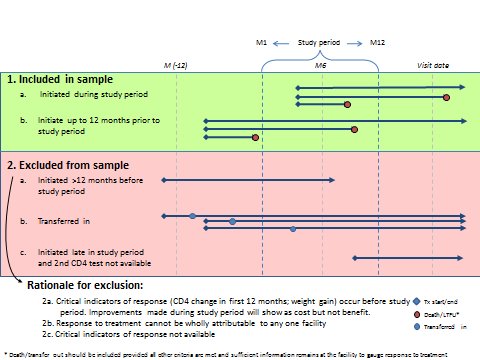 M1 Study period M12
M (-12) M6 Visit date
1. Included in sample
a. Initiated during study period
b. Initiate up to 12 months prior to
study period
2. Excluded from sample
a. Initiated >12 months before
study period
b. Transferred in
c. Initiated late in study period
and 2nd CD4 test not available
Rationale for exclusion:
2a. Critical indicators of response (CD4 change in first 12 months; weight gain) occur before study
period. Improvements made during study period will show as cost but not benefit.
2b. Response to treatment cannot be wholly attributable to any one facility
2c. Critical indicators of response not available
Tx start/end
Death/LTFU*
Transferred in
* Death/transfer out should be included provided all other criteria are met and sufficient information remains at the facility to gauge response to treatment